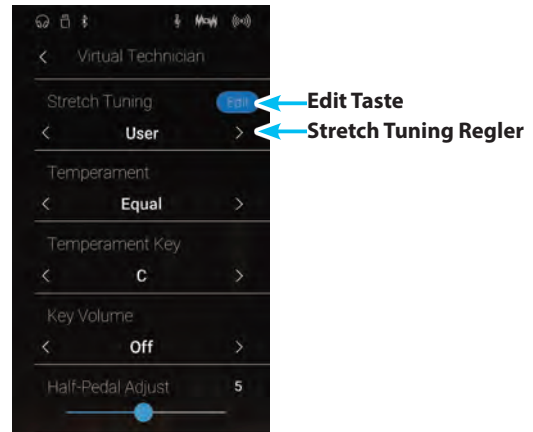 Virtual Technician
Stretch Tuning Edit
User
Temperament
Equal
Temperament Key
C
Key Volume
Off
Half-Pedal Adjust 5
Edit Taste
Stretch Tuning Regler